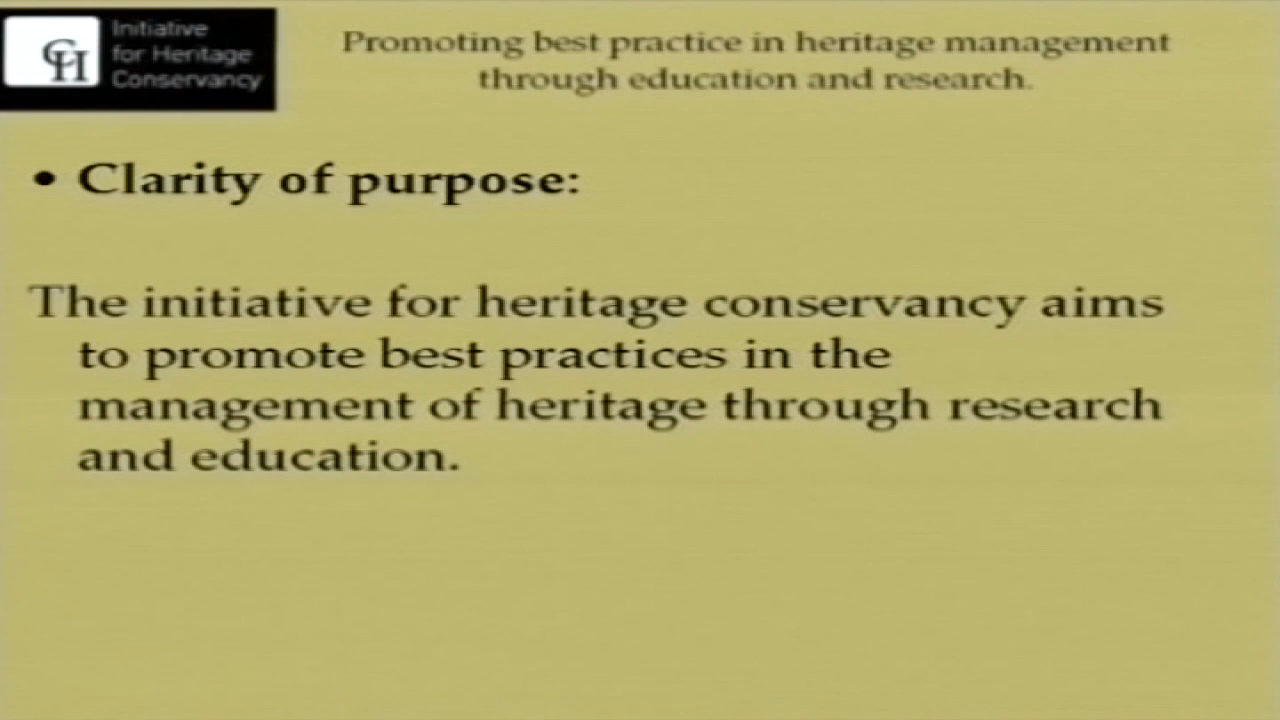 Initiative
for Heritage
Conservancy
Promoting best practice in heritage management
through education and research.
• Clarity of purpose:
The initiative for heritage conservancy aims
to promote best practices in the
management of heritage through research
and education.